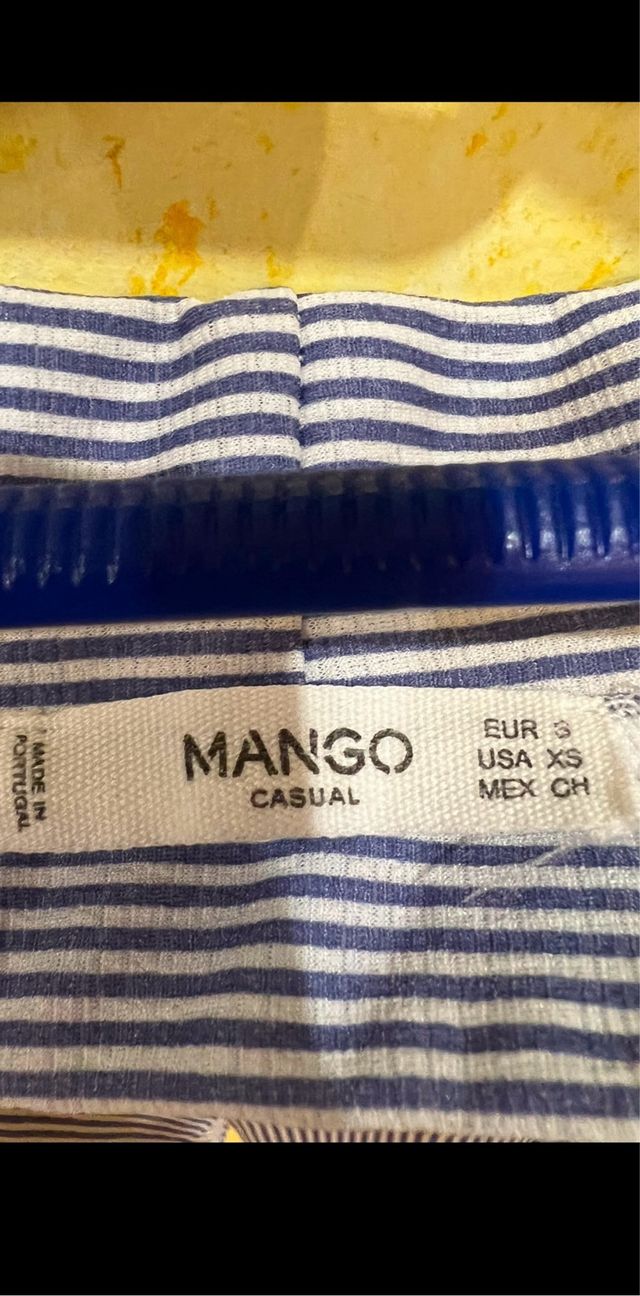 MADE IN
PORTUGAL
MANGO
CASUAL
EUR S
USA XS
MEX CH